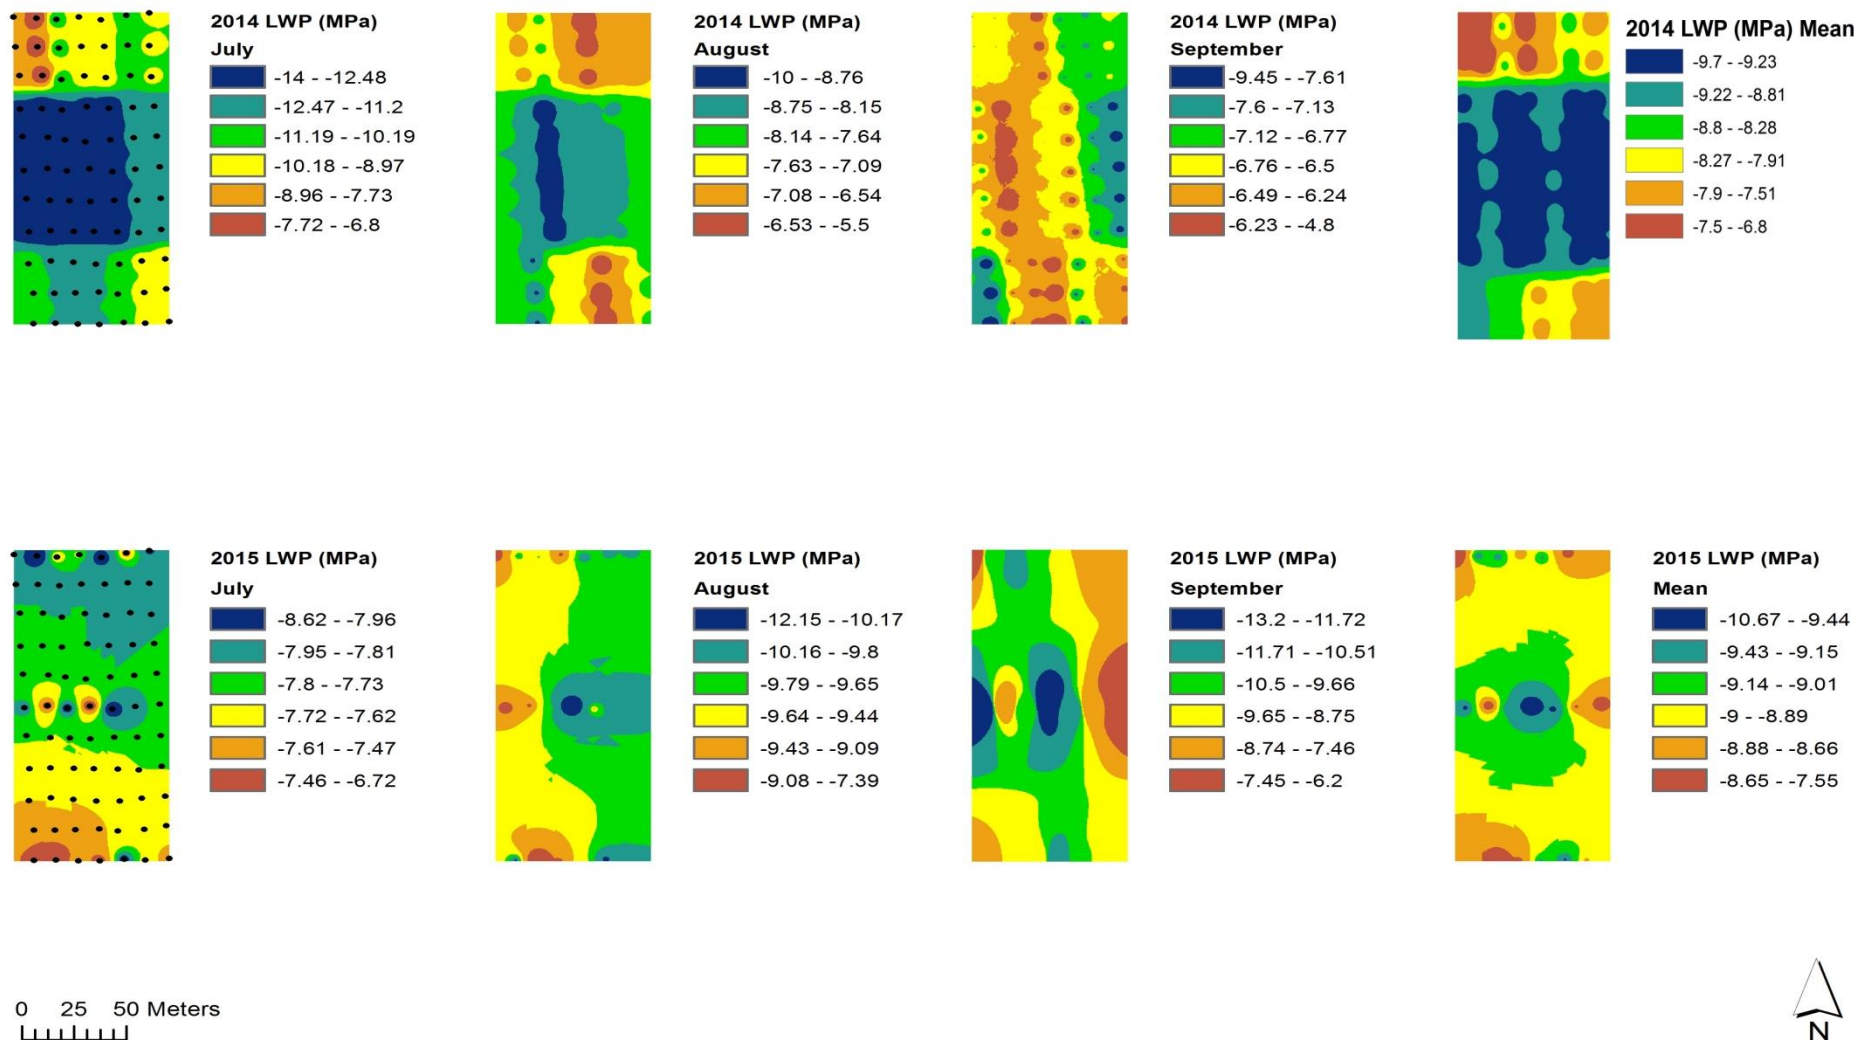 2014 LWP (MPa)
July
-14 - -12.48
-12.47 - -11.2
-11.19 - -10.19
-10.18 - -8.97
-8.96 - -7.73
-7.72 - -6.8
2014 LWP (MPa)
August
-10 - -8.76
-8.75 - -8.15
-8.14 - -7.64
-7.63 - -7.09
-7.08 - -6.54
-6.53 - -5.5
2014 LWP (MPa)
September
-9.45 - -7.61
-7.6 - -7.13
-7.12 - -6.77
-6.76 - -6.5
-6.49 - -6.24
-6.23 - -4.8
2014 LWP (MPa) Mean
-9.7 - -9.23
-9.22 - -8.81
-8.8 - -8.28
-8.27 - -7.91
-7.9 - -7.51
-7.5 - -6.8
2015 LWP (MPa)
July
-8.62 - -7.96
-7.95 - -7.81
-7.8 - -7.73
-7.72 - -7.62
-7.61 - -7.47
-7.46 - -6.72
2015 LWP (MPa)
August
-12.15 - -10.17
-10.16 - -9.8
-9.79 - -9.65
-9.64 - -9.44
-9.43 - -9.09
-9.08 - -7.39
2015 LWP (MPa)
September
-13.2 - -11.72
-11.71 - -10.51
-10.5 - -9.66
-9.65 - -8.75
-8.74 - -7.46
-7.45 - -6.2
2015 LWP (MPa)
Mean
-10.67 - -9.44
-9.43 - -9.15
-9.14 - -9.01
-9 - -8.89
-8.88 - -8.66
-8.65 - -7.55
0 25 50 Meters
N